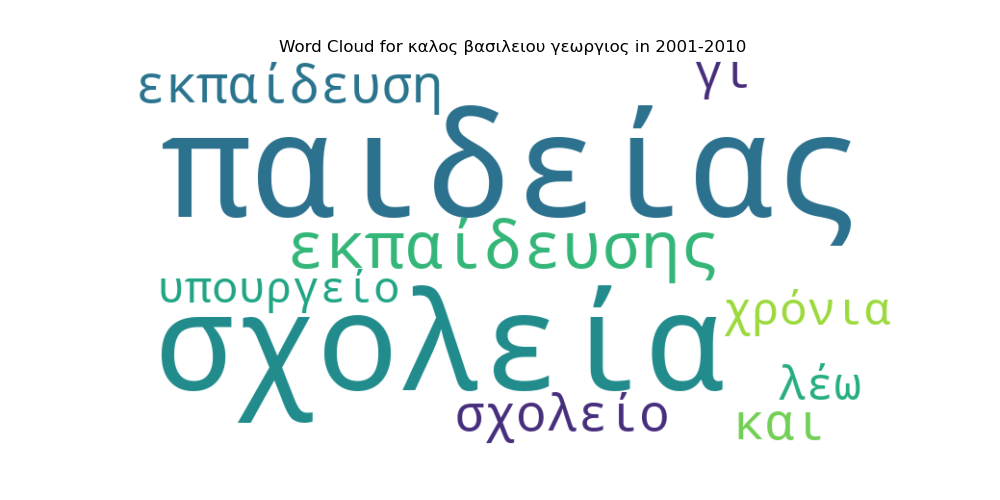 Word Cloud for καλος βασιλειου γεωργιος in 2001-2010
εκπαίδευση γι
παιδείας
εκπαίδευσης
υπουργείο χρόνια
σχολεία
λέω
σχολείο και